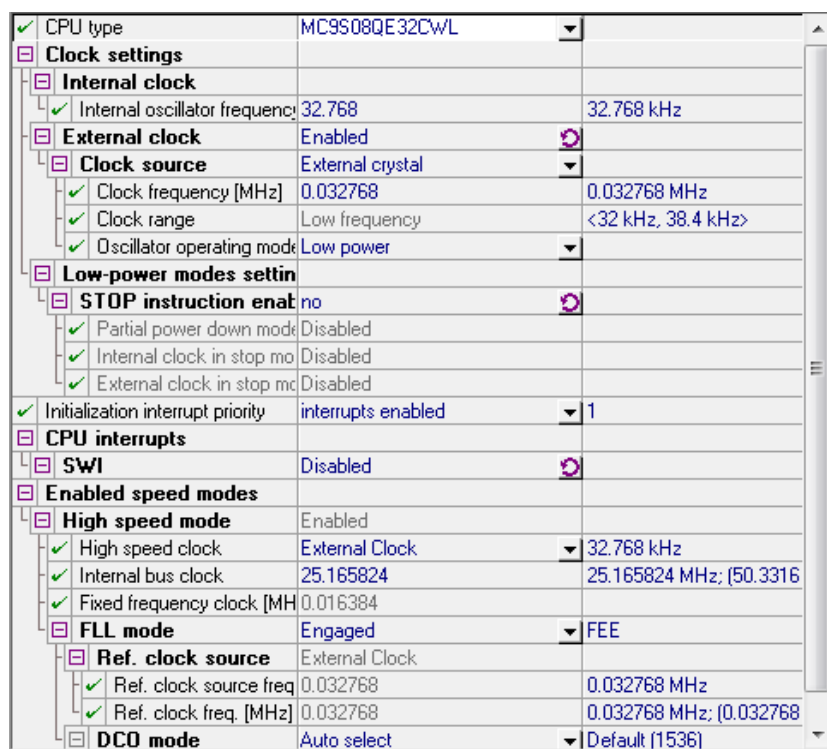 CPU type MC9S08QE32CWL
Clock settings
Internal clock
Internal oscillator frequency 32.768 32.768 kHz
External clock Enabled
Clock source External crystal
Clock frequency [MHz] 0.032768 0.032768 MHz
Clock range Low frequency <32 kHz, 38.4 kHz>
Oscillator operating mode Low power
Low-power modes settin
STOP instruction enab no
Partial power down mode Disabled
Internal clock in stop mo Disabled
External clock in stop mo Disabled
Initialization interrupt priority interrupts enabled 1
CPU interrupts
SWI Disabled
Enabled speed modes
High speed mode Enabled
High speed clock External Clock 32.768 kHz
Internal bus clock 25.165824 25.165824 MHz; (50.3316
Fixed frequency clock [MH 0.016384
FLL mode Engaged FEE
Ref. clock source External Clock
Ref. clock source freq 0.032768 0.032768 MHz
Ref. clock freq. [MHz] 0.032768 0.032768 MHz; (0.032768
DCO mode Auto select Default (1536)